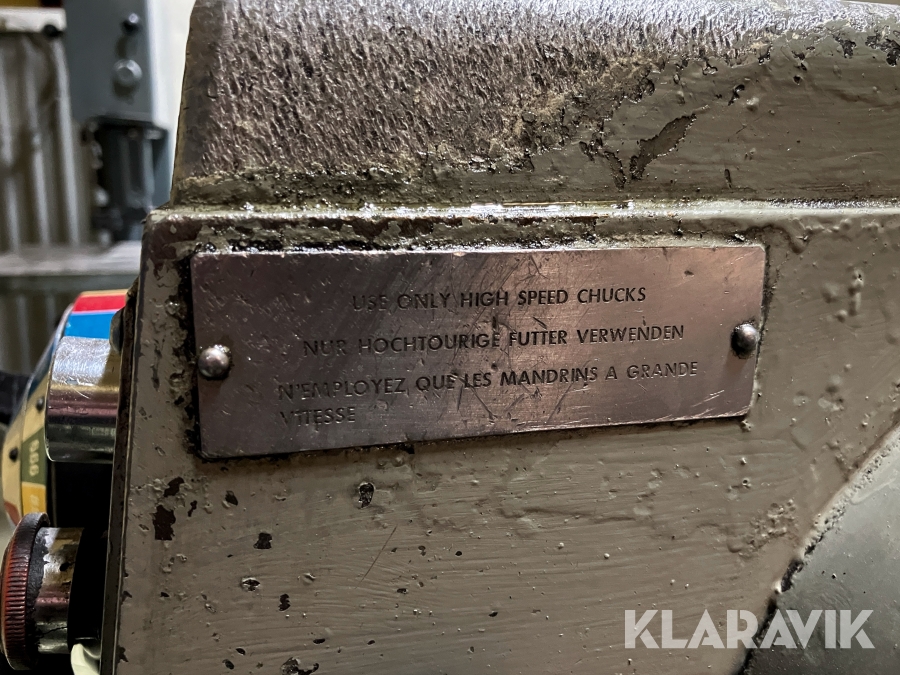 USE ONLY HIGH SPEED CHUCKS
NUR HOCHTOURIGE FUTTER VERWENDEN
N'EMPLOYEZ QUE LES MANDRINS A GRANDE
VITESSE
KLARAVIK